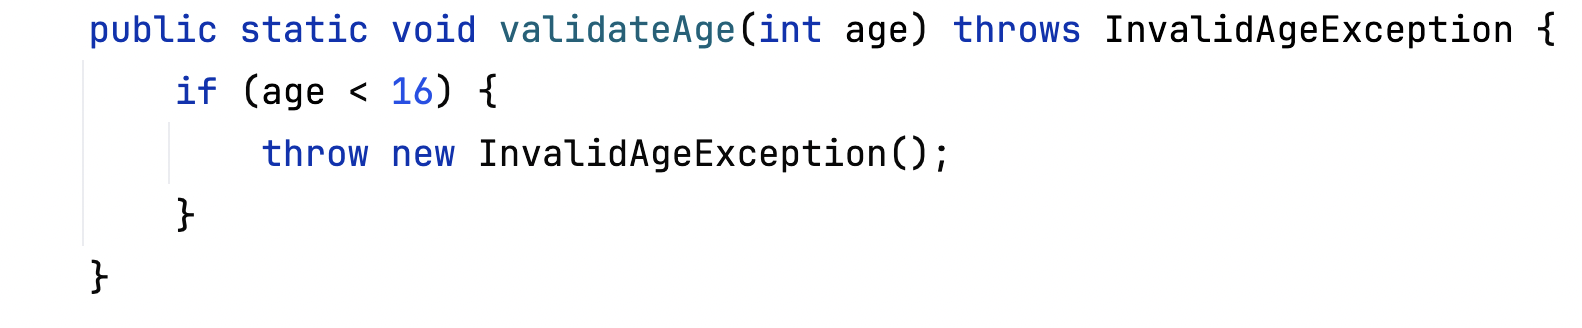 public static void validateAge(int age) throws InvalidAgeException {
    if (age < 16) {
        throw new InvalidAgeException();
    }
}